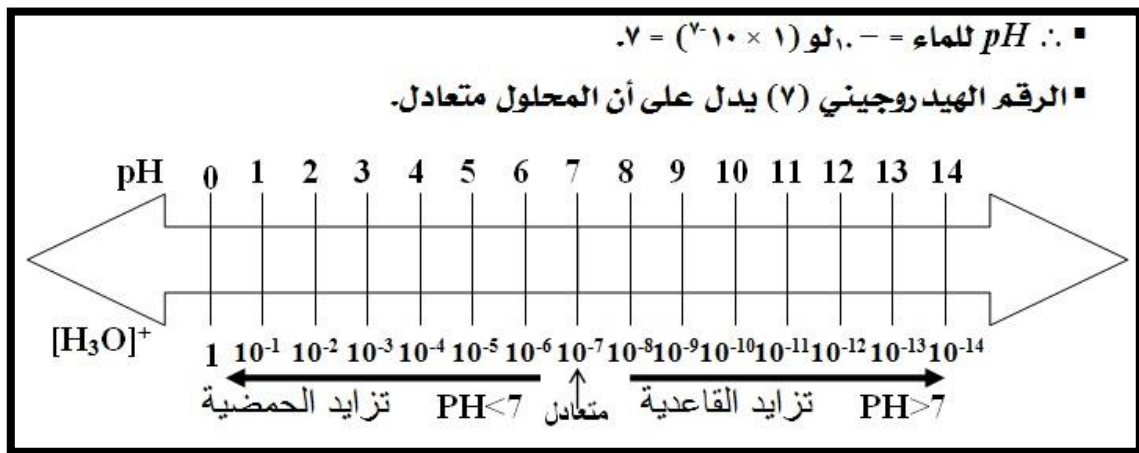 ▪ ∴ pH للماء = – ₁₀لو (١ × ١٠⁻⁷) = ٧.
▪ الرقم الهيدروجيني (٧) يدل على أن المحلول متعادل.
pH 0 1 2 3 4 5 6 7 8 9 10 11 12 13 14
[H₃O]⁺ 1 10⁻¹ 10⁻² 10⁻³ 10⁻⁴ 10⁻⁵ 10⁻⁶ 10⁻⁷ 10⁻⁸ 10⁻⁹ 10⁻¹⁰ 10⁻¹¹ 10⁻¹² 10⁻¹³ 10⁻¹⁴
تزايد الحمضية PH<7 متعادل تزايد القاعدية PH>7